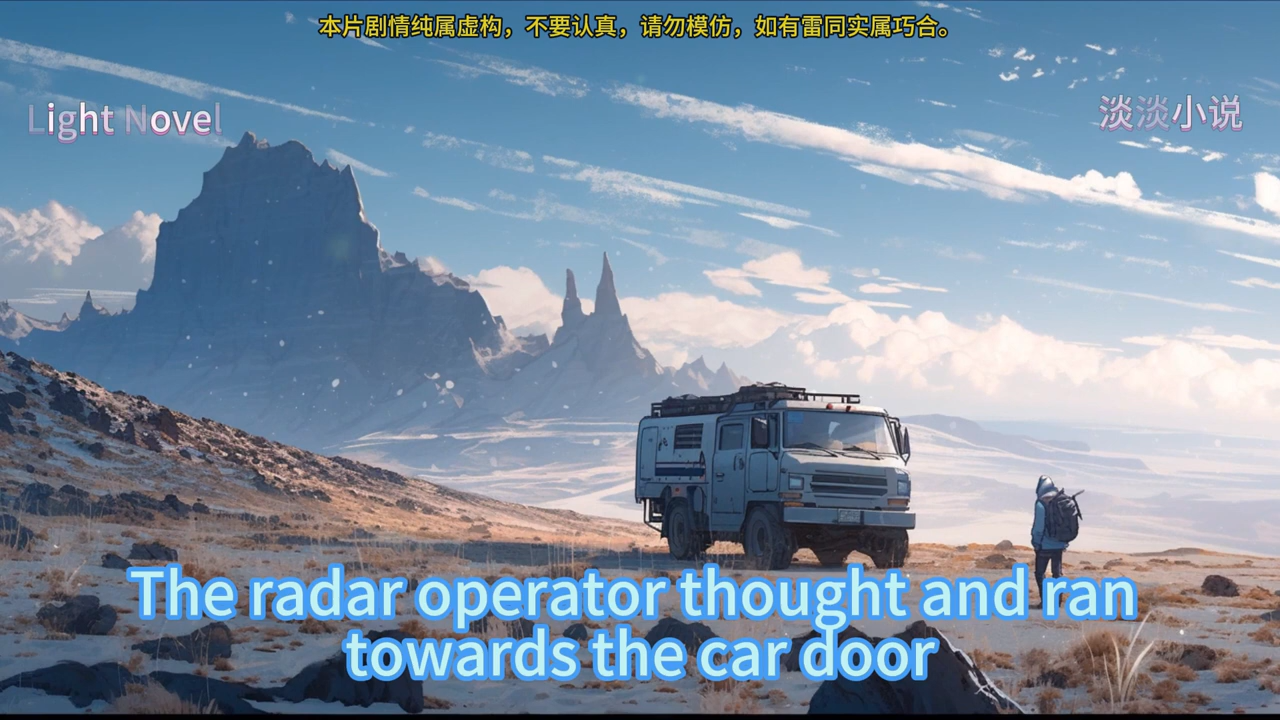 本片剧情纯属虚构，不要认真，请勿模仿，如有雷同实属巧合。
Light Novel
淡淡小说
The radar operator thought and ran
towards the car door